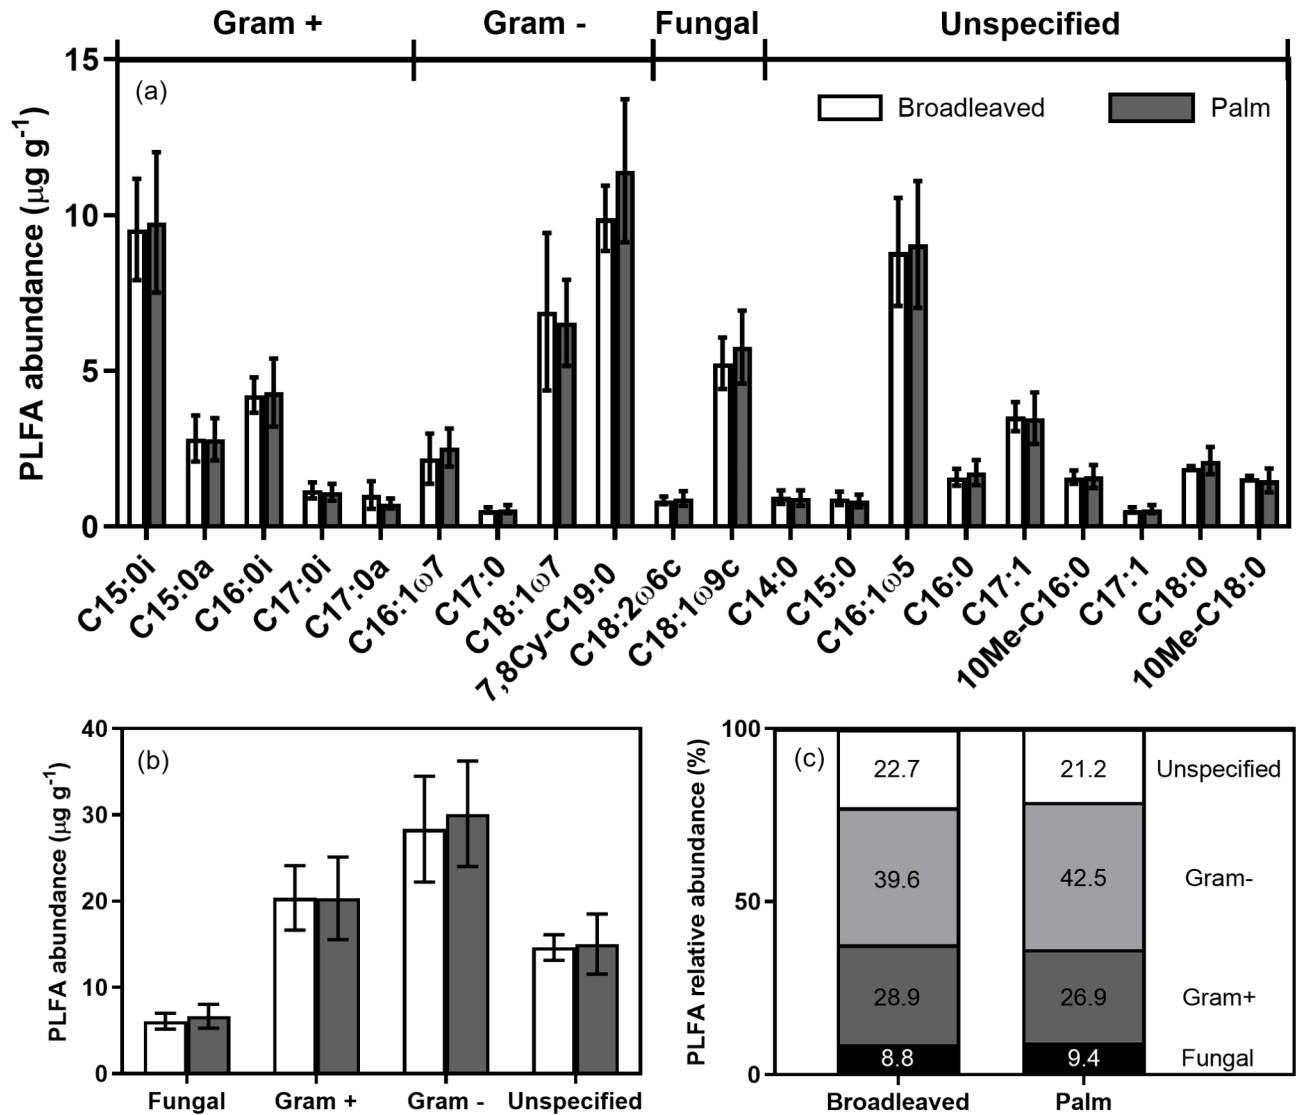 Gram + Gram - Fungal Unspecified
(a)
Broadleaved Palm
PLFA abundance (μg g⁻¹)
15
10
5
0
C15:0i
C15:0a
C16:0i
C17:0i
C17:0a
C16:1ω7
C17:0
C18:1ω7
7,8Cy-C19:0
C18:2ω6c
C18:1ω9c
C14:0
C15:0
C16:1ω5
C16:0
C17:1
10Me-C16:0
C17:1
C18:0
10Me-C18:0
(b)
PLFA abundance (μg g⁻¹)
40
30
20
10
0
Fungal Gram + Gram - Unspecified
(c)
PLFA relative abundance (%)
100
50
0
22.7 21.2 Unspecified
39.6 42.5 Gram-
28.9 26.9 Gram+
8.8 9.4 Fungal
Broadleaved Palm